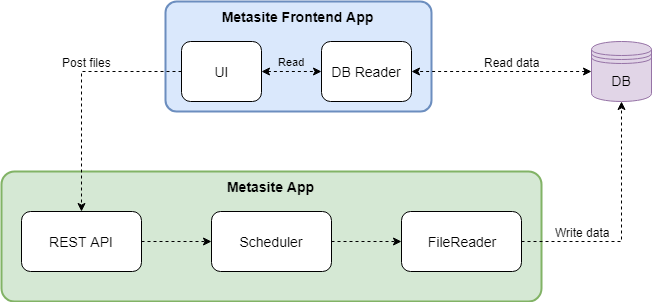 Metasite Frontend App
Post files
UI
Read
DB Reader
Read data
DB
Metasite App
REST API
Scheduler
FileReader
Write data